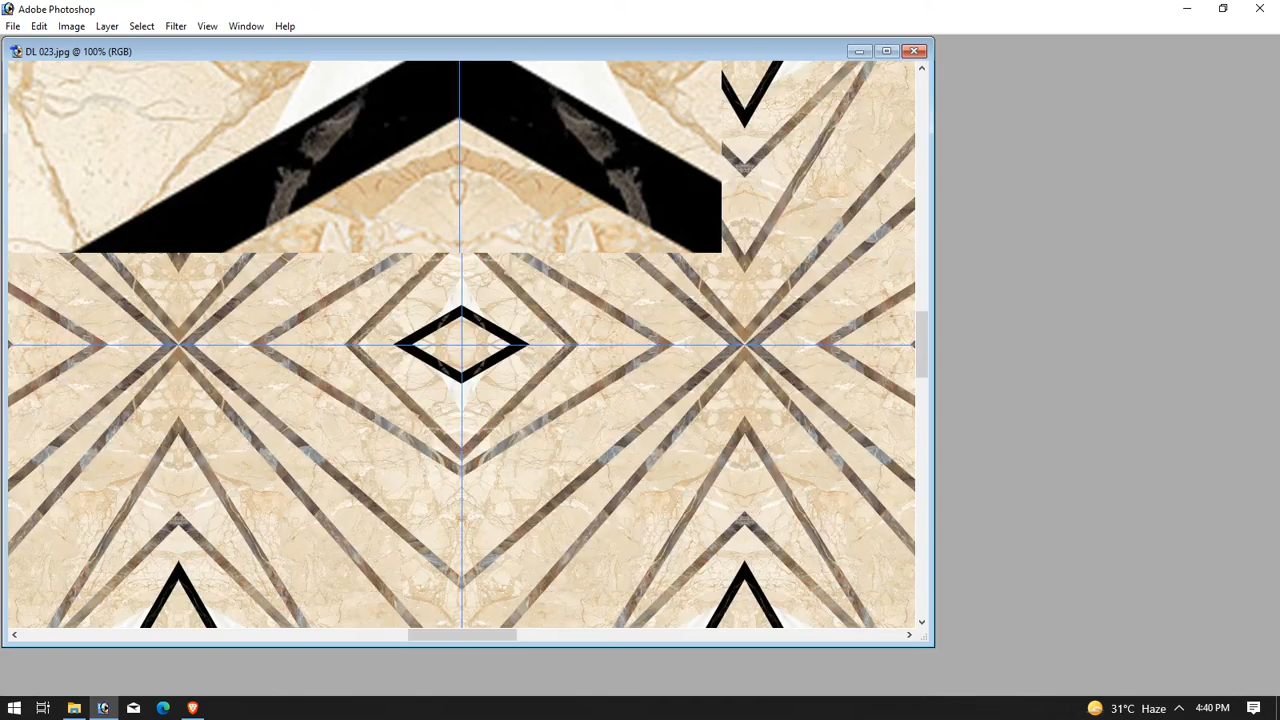 Adobe Photoshop
File Edit Image Layer Select Filter View Window Help
DL 023.jpg @ 100% (RGB)
31°C Haze 4:40 PM